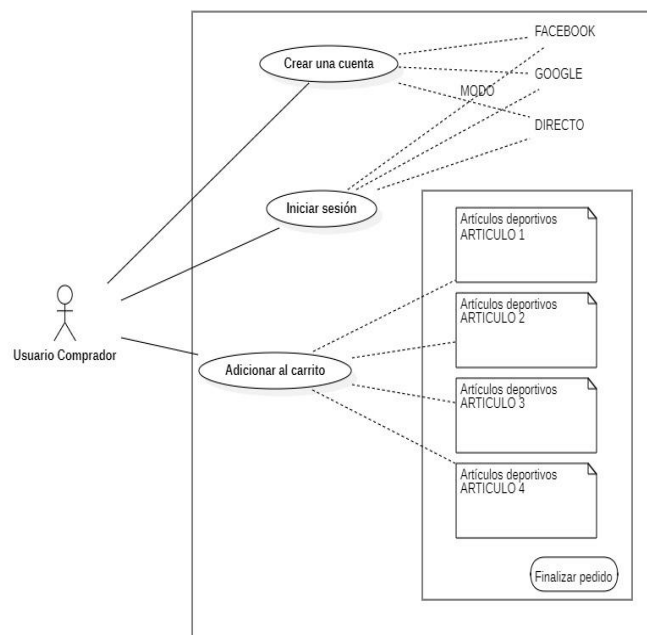 FACEBOOK
Crear una cuenta
GOOGLE
MODO
DIRECTO
Iniciar sesión
Artículos deportivos
ARTICULO 1
Artículos deportivos
ARTICULO 2
Usuario Comprador
Adicionar al carrito
Artículos deportivos
ARTICULO 3
Artículos deportivos
ARTICULO 4
Finalizar pedido